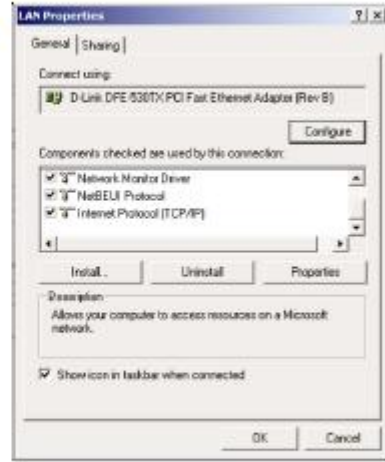 LAN Properties
General Sharing
Connect using:
D-Link DFE-530TX PCI Fast Ethernet Adapter (Rev B)
Configure
Components checked are used by this connection:
Network Monitor Driver
NetBEUI Protocol
Internet Protocol (TCP/IP)
Install... Uninstall Properties
Description
Allows your computer to access resources on a Microsoft
network.
Show icon in taskbar when connected
OK Cancel